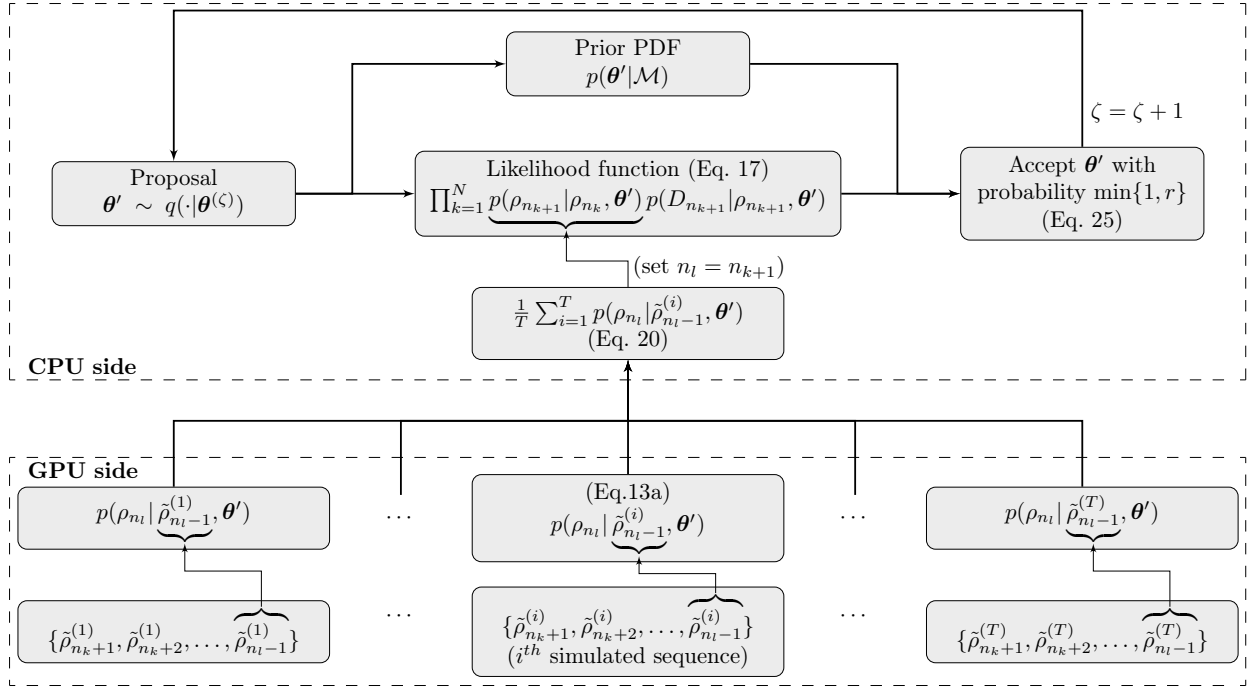 Prior PDF
p(𝜽′|ℳ)
ζ = ζ + 1
Proposal
𝜽′ ∼ q(·|𝜽^{(ζ)})
Likelihood function (Eq. 17)
∏_{k=1}^{N} p(ρ_{n_{k+1}}|ρ_{n_k}, 𝜽′) p(D_{n_{k+1}}|ρ_{n_{k+1}}, 𝜽′)
Accept 𝜽′ with
probability min{1, r}
(Eq. 25)
(set n_l = n_{k+1})
\frac{1}{T} ∑_{i=1}^{T} p(ρ_{n_l}|ρ̃_{n_l−1}^{(i)}, 𝜽′)
(Eq. 20)
CPU side
GPU side
p(ρ_{n_l}| ρ̃_{n_l−1}^{(1)}, 𝜽′)
...
(Eq.13a)
p(ρ_{n_l}| ρ̃_{n_l−1}^{(i)}, 𝜽′)
...
p(ρ_{n_l}| ρ̃_{n_l−1}^{(T)}, 𝜽′)
{ρ̃_{n_k+1}^{(1)}, ρ̃_{n_k+2}^{(1)}, ..., ρ̃_{n_l−1}^{(1)}}
...
{ρ̃_{n_k+1}^{(i)}, ρ̃_{n_k+2}^{(i)}, ..., ρ̃_{n_l−1}^{(i)}}
(i^{th} simulated sequence)
...
{ρ̃_{n_k+1}^{(T)}, ρ̃_{n_k+2}^{(T)}, ..., ρ̃_{n_l−1}^{(T)}}